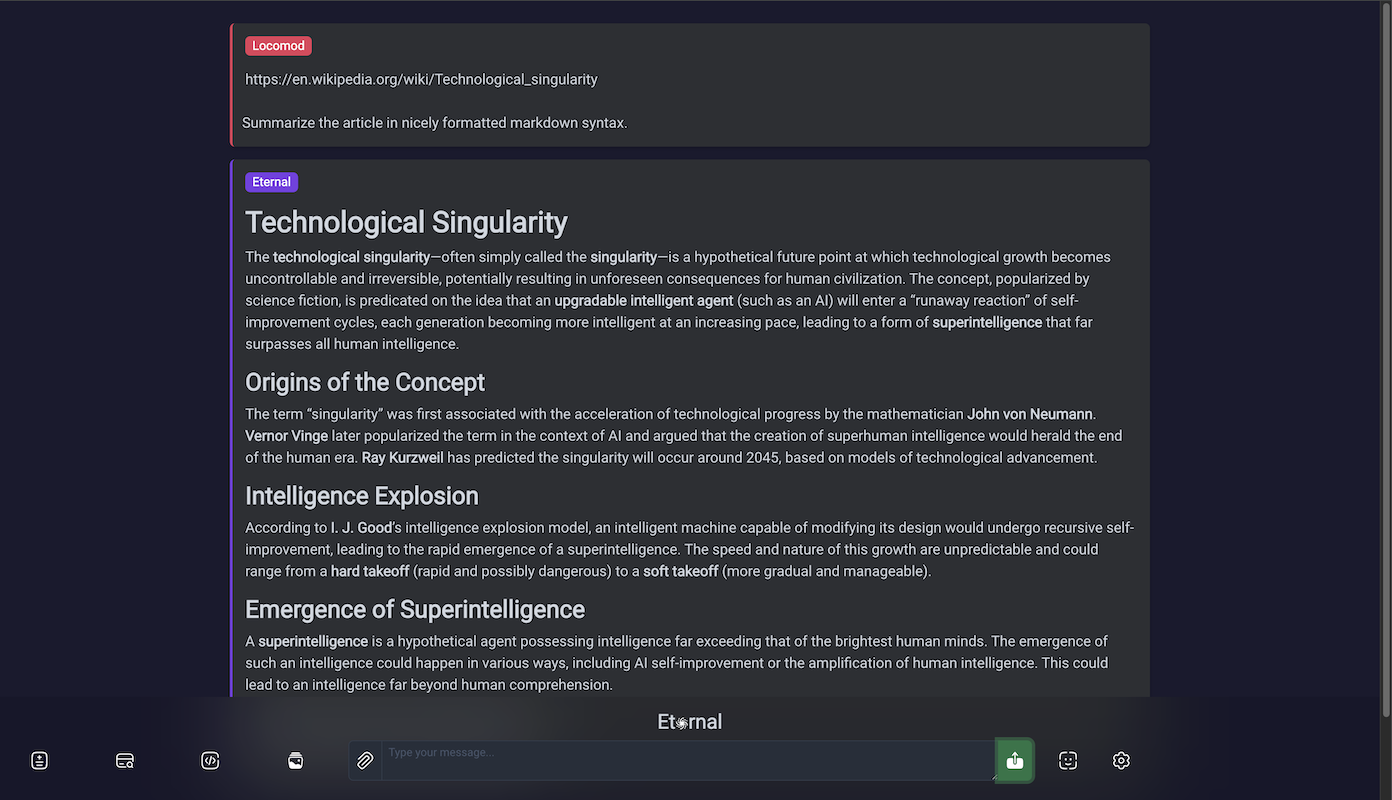 Locomod
https://en.wikipedia.org/wiki/Technological_singularity
Summarize the article in nicely formatted markdown syntax.
Eternal
Technological Singularity
The technological singularity—often simply called the singularity—is a hypothetical future point at which technological growth becomes
uncontrollable and irreversible, potentially resulting in unforeseen consequences for human civilization. The concept, popularized by
science fiction, is predicated on the idea that an upgradable intelligent agent (such as an AI) will enter a “runaway reaction” of self-
improvement cycles, each generation becoming more intelligent at an increasing pace, leading to a form of superintelligence that far
surpasses all human intelligence.
Origins of the Concept
The term “singularity” was first associated with the acceleration of technological progress by the mathematician John von Neumann.
Vernor Vinge later popularized the term in the context of AI and argued that the creation of superhuman intelligence would herald the end
of the human era. Ray Kurzweil has predicted the singularity will occur around 2045, based on models of technological advancement.
Intelligence Explosion
According to I. J. Good’s intelligence explosion model, an intelligent machine capable of modifying its design would undergo recursive self-
improvement, leading to the rapid emergence of a superintelligence. The speed and nature of this growth are unpredictable and could
range from a hard takeoff (rapid and possibly dangerous) to a soft takeoff (more gradual and manageable).
Emergence of Superintelligence
A superintelligence is a hypothetical agent possessing intelligence far exceeding that of the brightest human minds. The emergence of
such an intelligence could happen in various ways, including AI self-improvement or the amplification of human intelligence. This could
lead to an intelligence far beyond human comprehension.
Eternal
Type your message...